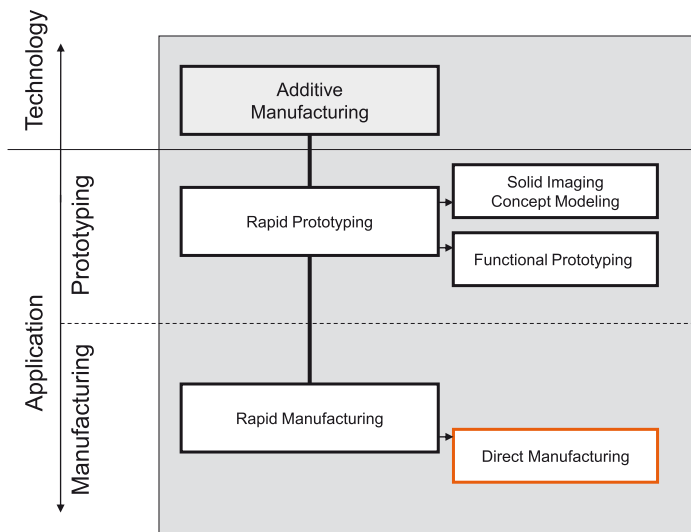 Technology
Additive
Manufacturing
Application
Prototyping
Rapid Prototyping
Solid Imaging
Concept Modeling
Functional Prototyping
Manufacturing
Rapid Manufacturing
Direct Manufacturing